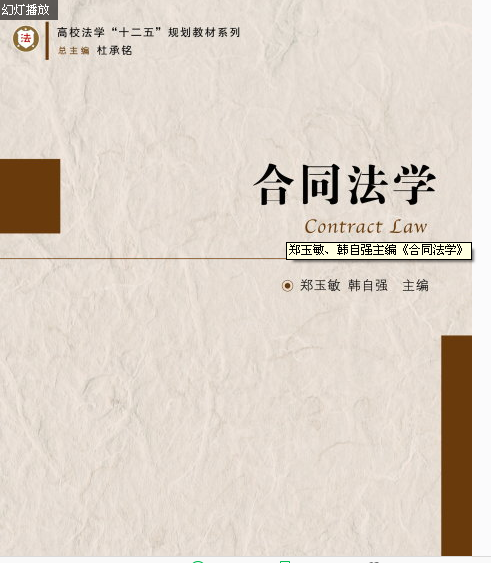 幻灯播放
法
高校法学“十二五”规划教材系列
总主编 杜承铭
合同法学
Contract Law
郑玉敏、韩自强主编《合同法学》
郑玉敏 韩自强 主编